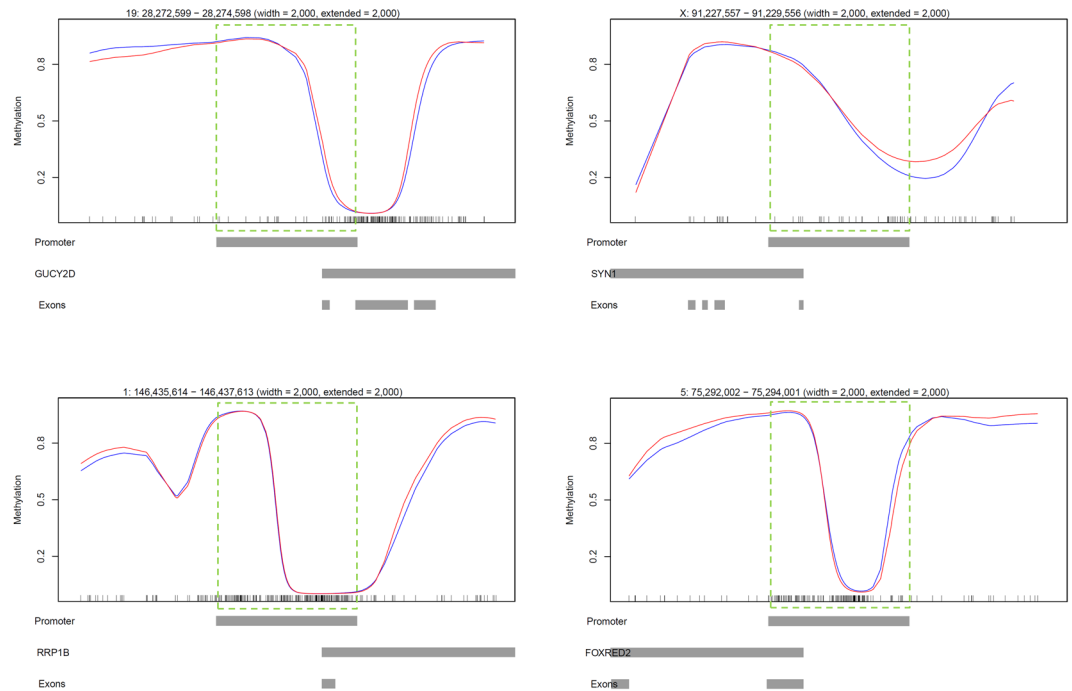 19: 28,272,599 − 28,274,598 (width = 2,000, extended = 2,000)
Methylation
0.8
0.5
0.2
Promoter
GUCY2D
Exons
X: 91,227,557 − 91,229,556 (width = 2,000, extended = 2,000)
Methylation
0.8
0.5
0.2
Promoter
SYN1
Exons
1: 146,435,614 − 146,437,613 (width = 2,000, extended = 2,000)
Methylation
0.8
0.5
0.2
Promoter
RRP1B
Exons
5: 75,292,002 − 75,294,001 (width = 2,000, extended = 2,000)
Methylation
0.8
0.5
0.2
Promoter
FOXRED2
Exons